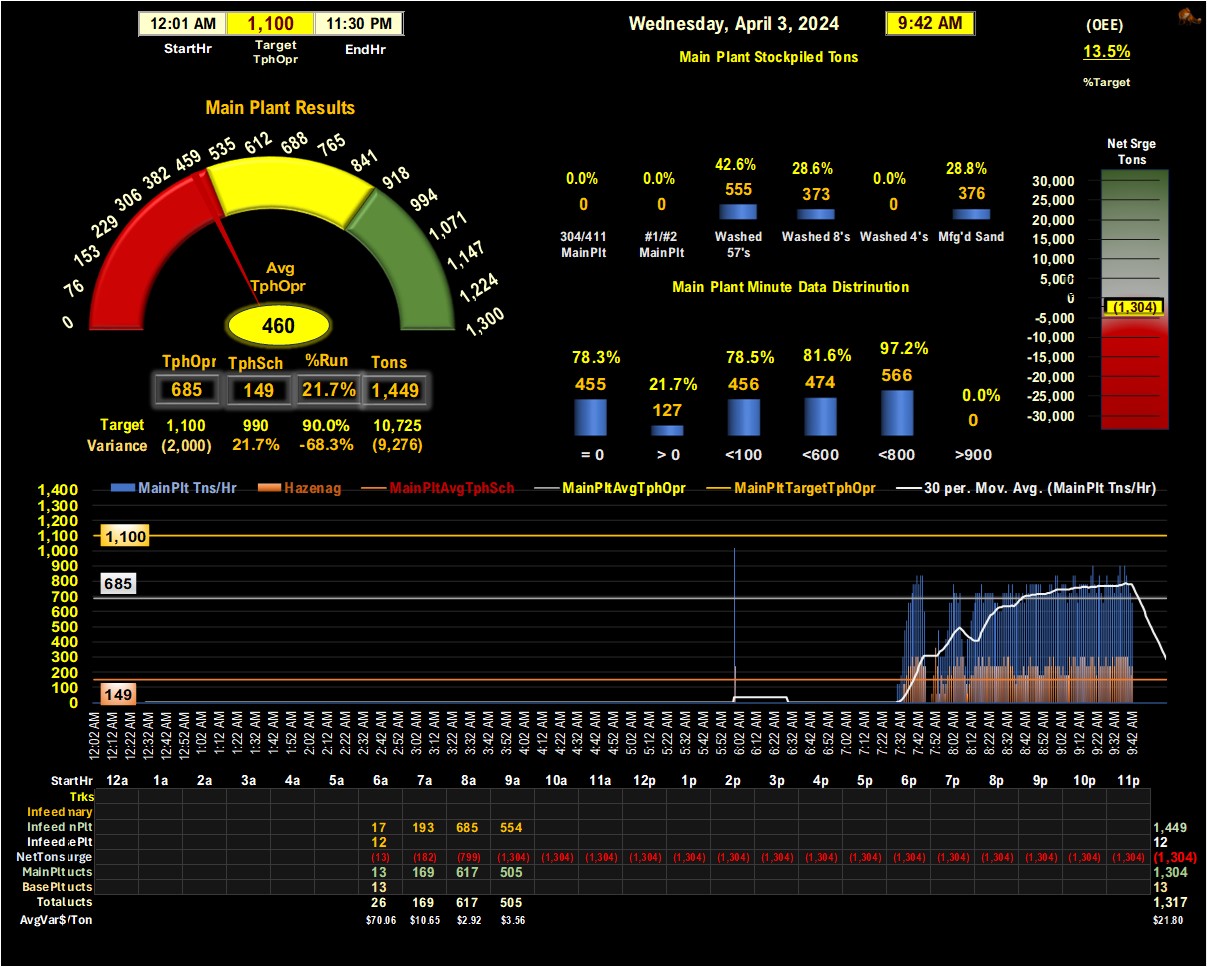 12:01 AM 1,100 11:30 PM
StartHr Target TphOpr EndHr
Wednesday, April 3, 2024 9:42 AM
Main Plant Stockpiled Tons
(OEE)
13.5%
%Target
Main Plant Results
0 76 153 229 306 382 459 535 612 688 765 841 918 994 1,071 1,147 1,224 1,300
Avg
TphOpr
460
TphOpr TphSch %Run Tons
685 149 21.7% 1,449
Target 1,100 990 90.0% 10,725
Variance (2,000) 21.7% -68.3% (9,276)
0.0% 0.0% 42.6% 28.6% 0.0% 28.8%
0 0 555 373 0 376
304/411 MainPlt #1/#2 MainPlt Washed 57's Washed 8's Washed 4's Mfg'd Sand
Main Plant Minute Data Distrinution
78.3% 21.7% 78.5% 81.6% 97.2% 0.0%
455 127 456 474 566 0
= 0 > 0 <100 <600 <800 >900
Net Srge
Tons
30,000
25,000
20,000
15,000
10,000
5,000
0
(1,304)
-5,000
-10,000
-15,000
-20,000
-25,000
-30,000
MainPlt Tns/Hr Hazenag MainPltAvgTphSch MainPltAvgTphOpr MainPltTargetTphOpr 30 per. Mov. Avg. (MainPlt Tns/Hr)
1,400
1,300
1,200
1,100
1,000
900
800
700
600
500
400
300
200
100
0
1,100
685
149
12:02 AM 12:12 AM 12:22 AM 12:32 AM 12:42 AM 12:52 AM 1:02 AM 1:12 AM 1:22 AM 1:32 AM 1:42 AM 1:52 AM 2:02 AM 2:12 AM 2:22 AM 2:32 AM 2:42 AM 2:52 AM 3:02 AM 3:12 AM 3:22 AM 3:32 AM 3:42 AM 3:52 AM 4:02 AM 4:12 AM 4:22 AM 4:32 AM 4:42 AM 4:52 AM 5:02 AM 5:12 AM 5:22 AM 5:32 AM 5:42 AM 5:52 AM 6:02 AM 6:12 AM 6:22 AM 6:32 AM 6:42 AM 6:52 AM 7:02 AM 7:12 AM 7:22 AM 7:32 AM 7:42 AM 7:52 AM 8:02 AM 8:12 AM 8:22 AM 8:32 AM 8:42 AM 8:52 AM 9:02 AM 9:12 AM 9:22 AM 9:32 AM 9:42 AM
StartHr 12a 1a 2a 3a 4a 5a 6a 7a 8a 9a 10a 11a 12p 1p 2p 3p 4p 5p 6p 7p 8p 9p 10p 11p
Trks
Infeed mary
Infeed nPlt 17 193 685 554 1,449
Infeed ePlt 12 12
NetTons urge (13) (182) (799) (1,304) (1,304) (1,304) (1,304) (1,304) (1,304) (1,304) (1,304) (1,304) (1,304) (1,304) (1,304) (1,304) (1,304) (1,304) (1,304)
MainPlt ucts 13 169 617 505 1,304
BasePlt ucts 13 13
Total ucts 26 169 617 505 1,317
AvgVar$/Ton $70.06 $10.65 $2.92 $3.56 $21.80